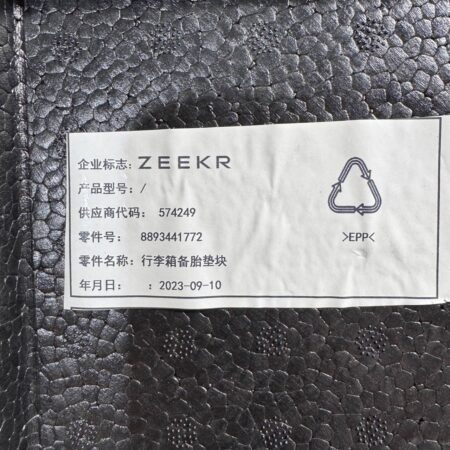 企业标志：ZEEKR
产品型号：/
供应商代码： 574249
零件号： 8893441772
零件名称：行李箱备胎垫块
年月日： ：2023-09-10
>EPP<